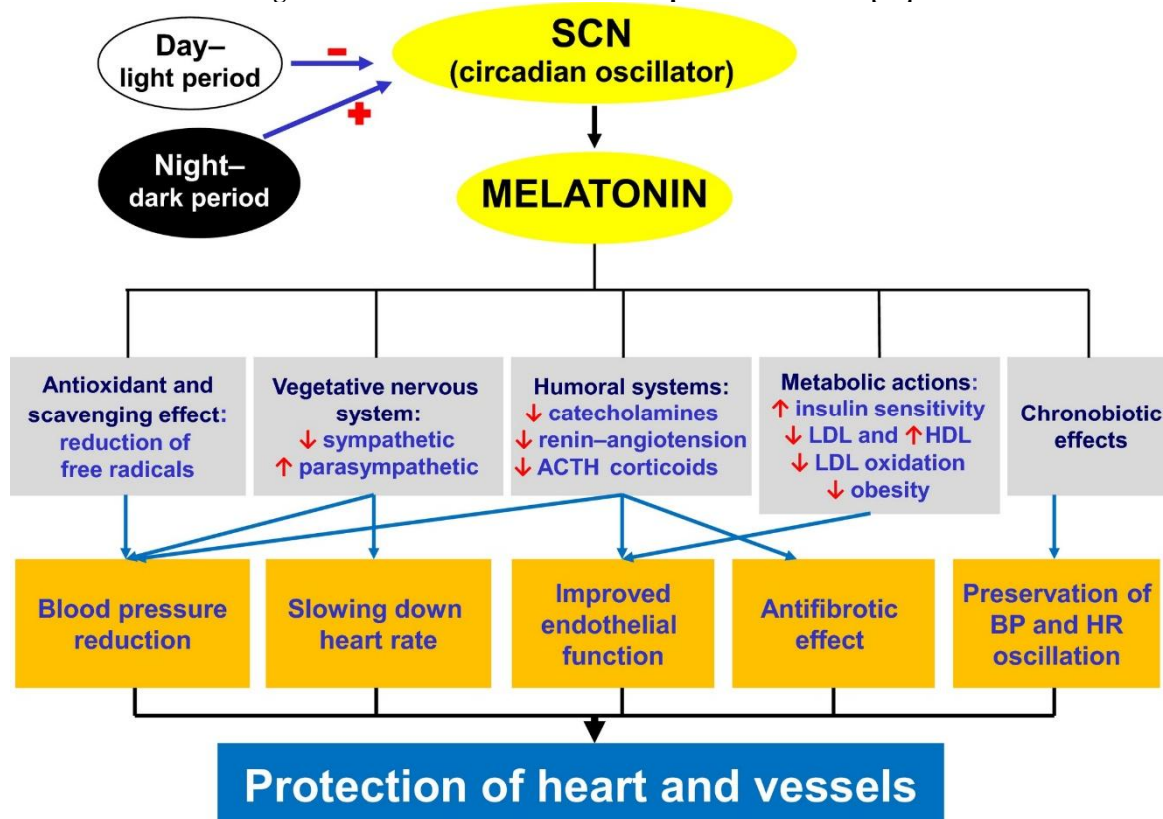 Day–
light period
−
SCN
(circadian oscillator)
+
Night–
dark period
MELATONIN
Antioxidant and
scavenging effect:
reduction of
free radicals
Vegetative nervous
system:
↓ sympathetic
↑ parasympathetic
Humoral systems:
↓ catecholamines
↓ renin–angiotension
↓ ACTH corticoids
Metabolic actions:
↑ insulin sensitivity
↓ LDL and ↑HDL
↓ LDL oxidation
↓ obesity
Chronobiotic
effects
Blood pressure
reduction
Slowing down
heart rate
Improved
endothelial
function
Antifibrotic
effect
Preservation of
BP and HR
oscillation
Protection of heart and vessels